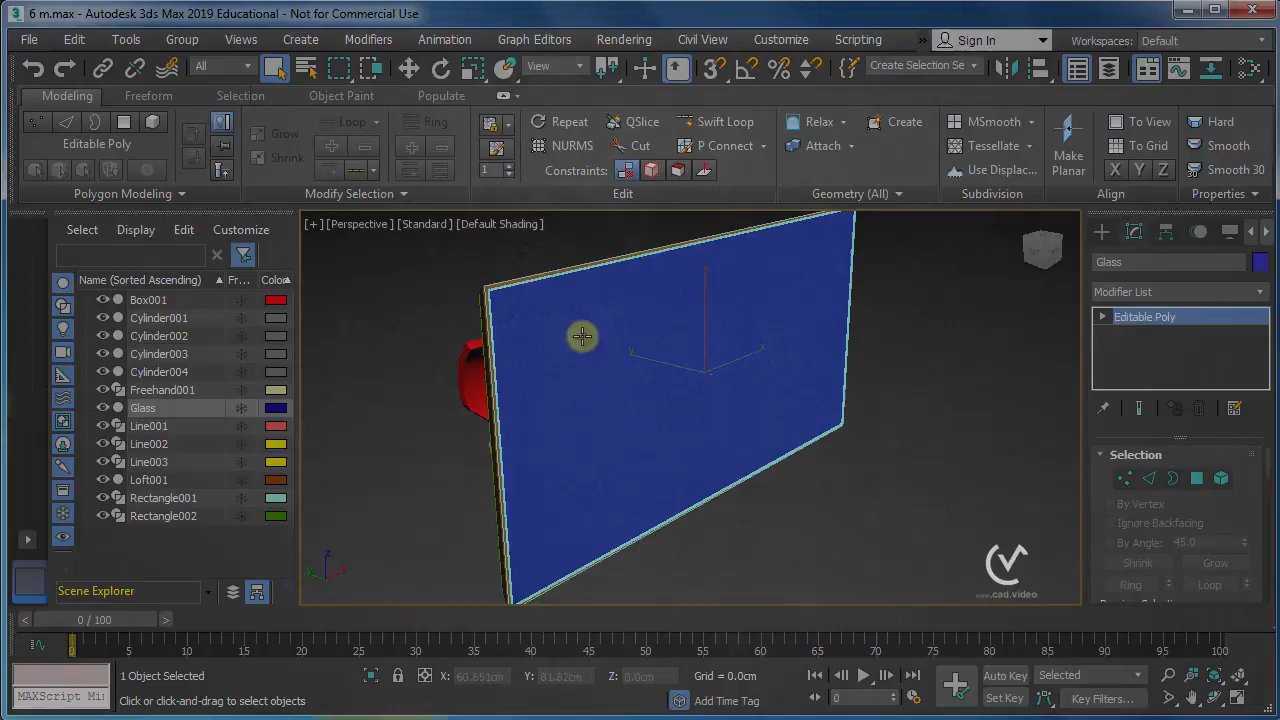 6 m.max - Autodesk 3ds Max 2019 Educational - Not for Commercial Use
File Edit Tools Group Views Create Modifiers Animation Graph Editors Rendering Civil View Customize Scripting » Sign In Workspaces: Default
All View Create Selection Se
Modeling Freeform Selection Object Paint Populate
Editable Poly
Polygon Modeling
Grow
Shrink
Loop Ring
Modify Selection
Repeat QSlice Swift Loop
NURMS Cut P Connect
1 Constraints:
Edit
Relax Create
Attach
Geometry (All)
MSmooth
Tessellate
Use Displac...
Subdivision
Make Planar
To View
To Grid
X Y Z
Align
Hard
Smooth
Smooth 30
Properties
Select Display Edit Customize
Name (Sorted Ascending) Fr... Color
Box001
Cylinder001
Cylinder002
Cylinder003
Cylinder004
Freehand001
Glass
Line001
Line002
Line003
Loft001
Rectangle001
Rectangle002
Scene Explorer
[+] [Perspective] [Standard] [Default Shading]
www.cad.video
Glass
Modifier List
Editable Poly
Selection
By Vertex
Ignore Backfacing
By Angle: 45.0
Shrink Grow
Ring Loop
< 0 / 100 >
0 5 10 15 20 25 30 35 40 45 50 55 60 65 70 75 80 85 90 95 100
1 Object Selected X: 60.651cm Y: 81.82cm Z: 0.0cm Grid = 0.0cm Auto Key Selected
MAXScript Mi Click or click-and-drag to select objects Add Time Tag 0 Set Key Key Filters...